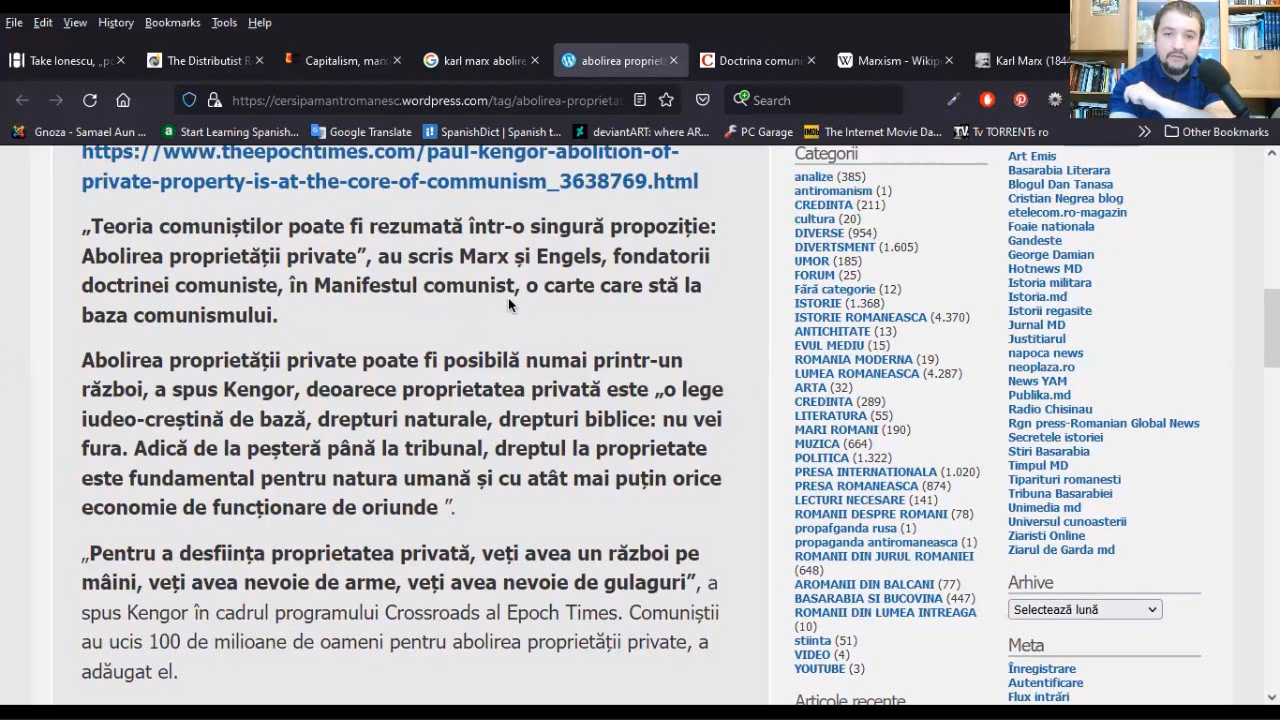 File Edit View History Bookmarks Tools Help
Take Ionescu, „pr
The Distributist R
Capitalism, marx
karl marx abolire
abolirea propriet
Doctrina comuni
Marxism - Wikip
Karl Marx (1844
https://cersipamantromanesc.wordpress.com/tag/abolirea-proprieta
Search
Gnoza - Samael Aun ...
Start Learning Spanish...
Google Translate
SpanishDict | Spanish t...
deviantART: where AR...
PC Garage
The Internet Movie Da...
Tv TORRENTs ro
Other Bookmarks
https://www.theepochtimes.com/paul-kengor-abolition-of-
private-property-is-at-the-core-of-communism_3638769.html
„Teoria comuniștilor poate fi rezumată într-o singură propoziție:
Abolirea proprietății private”, au scris Marx și Engels, fondatorii
doctrinei comuniste, în Manifestul comunist, o carte care stă la
baza comunismului.
Abolirea proprietății private poate fi posibilă numai printr-un
război, a spus Kengor, deoarece proprietatea privată este „o lege
iudeo-creștină de bază, drepturi naturale, drepturi biblice: nu vei
fura. Adică de la peșteră până la tribunal, dreptul la proprietate
este fundamental pentru natura umană și cu atât mai puțin orice
economie de funcționare de oriunde ”.
„Pentru a desființa proprietatea privată, veți avea un război pe
mâini, veți avea nevoie de arme, veți avea nevoie de gulaguri”, a
spus Kengor în cadrul programului Crossroads al Epoch Times. Comuniștii
au ucis 100 de milioane de oameni pentru abolirea proprietății private, a
adăugat el.
Categorii
analize (385)
antiromanism (1)
CREDINTA (211)
cultura (20)
DIVERSE (954)
DIVERTSMENT (1.605)
UMOR (185)
FORUM (25)
Fără categorie (12)
ISTORIE (1.368)
ISTORIE ROMANEASCA (4.370)
ANTICHITATE (13)
EVUL MEDIU (15)
ROMANIA MODERNA (19)
LUMEA ROMANEASCA (4.287)
ARTA (32)
CREDINTA (289)
LITERATURA (55)
MARI ROMANI (190)
MUZICA (664)
POLITICA (1.322)
PRESA INTERNATIONALA (1.020)
PRESA ROMANEASCA (874)
LECTURI NECESARE (141)
ROMANII DESPRE ROMANI (78)
propafganda rusa (1)
propaganda antiromaneasca (1)
ROMANII DIN JURUL ROMANIEI
(648)
AROMANII DIN BALCANI (77)
BASARABIA SI BUCOVINA (447)
ROMANII DIN LUMEA INTREAGA
(10)
stiinta (51)
VIDEO (4)
YOUTUBE (3)
Articole recente
Art Emis
Basarabia Literara
Blogul Dan Tanasa
Cristian Negrea blog
etelecom.ro-magazin
Foaie nationala
Gandeste
George Damian
Hotnews MD
Istoria.md
Istorii regasite
Jurnal MD
Justitiarul
napoca news
neoplaza.ro
News YAM
Publika.md
Radio Chisinau
Rgn press-Romanian Global News
Secretele istoriei
Stiri Basarabia
Timpul MD
Tiparituri romanesti
Tribuna Basarabiei
Unimedia md
Universul cunoasterii
Ziaristi Online
Ziarul de Garda md
Arhive
Selectează lună
Meta
Înregistrare
Autentificare
Flux intrări